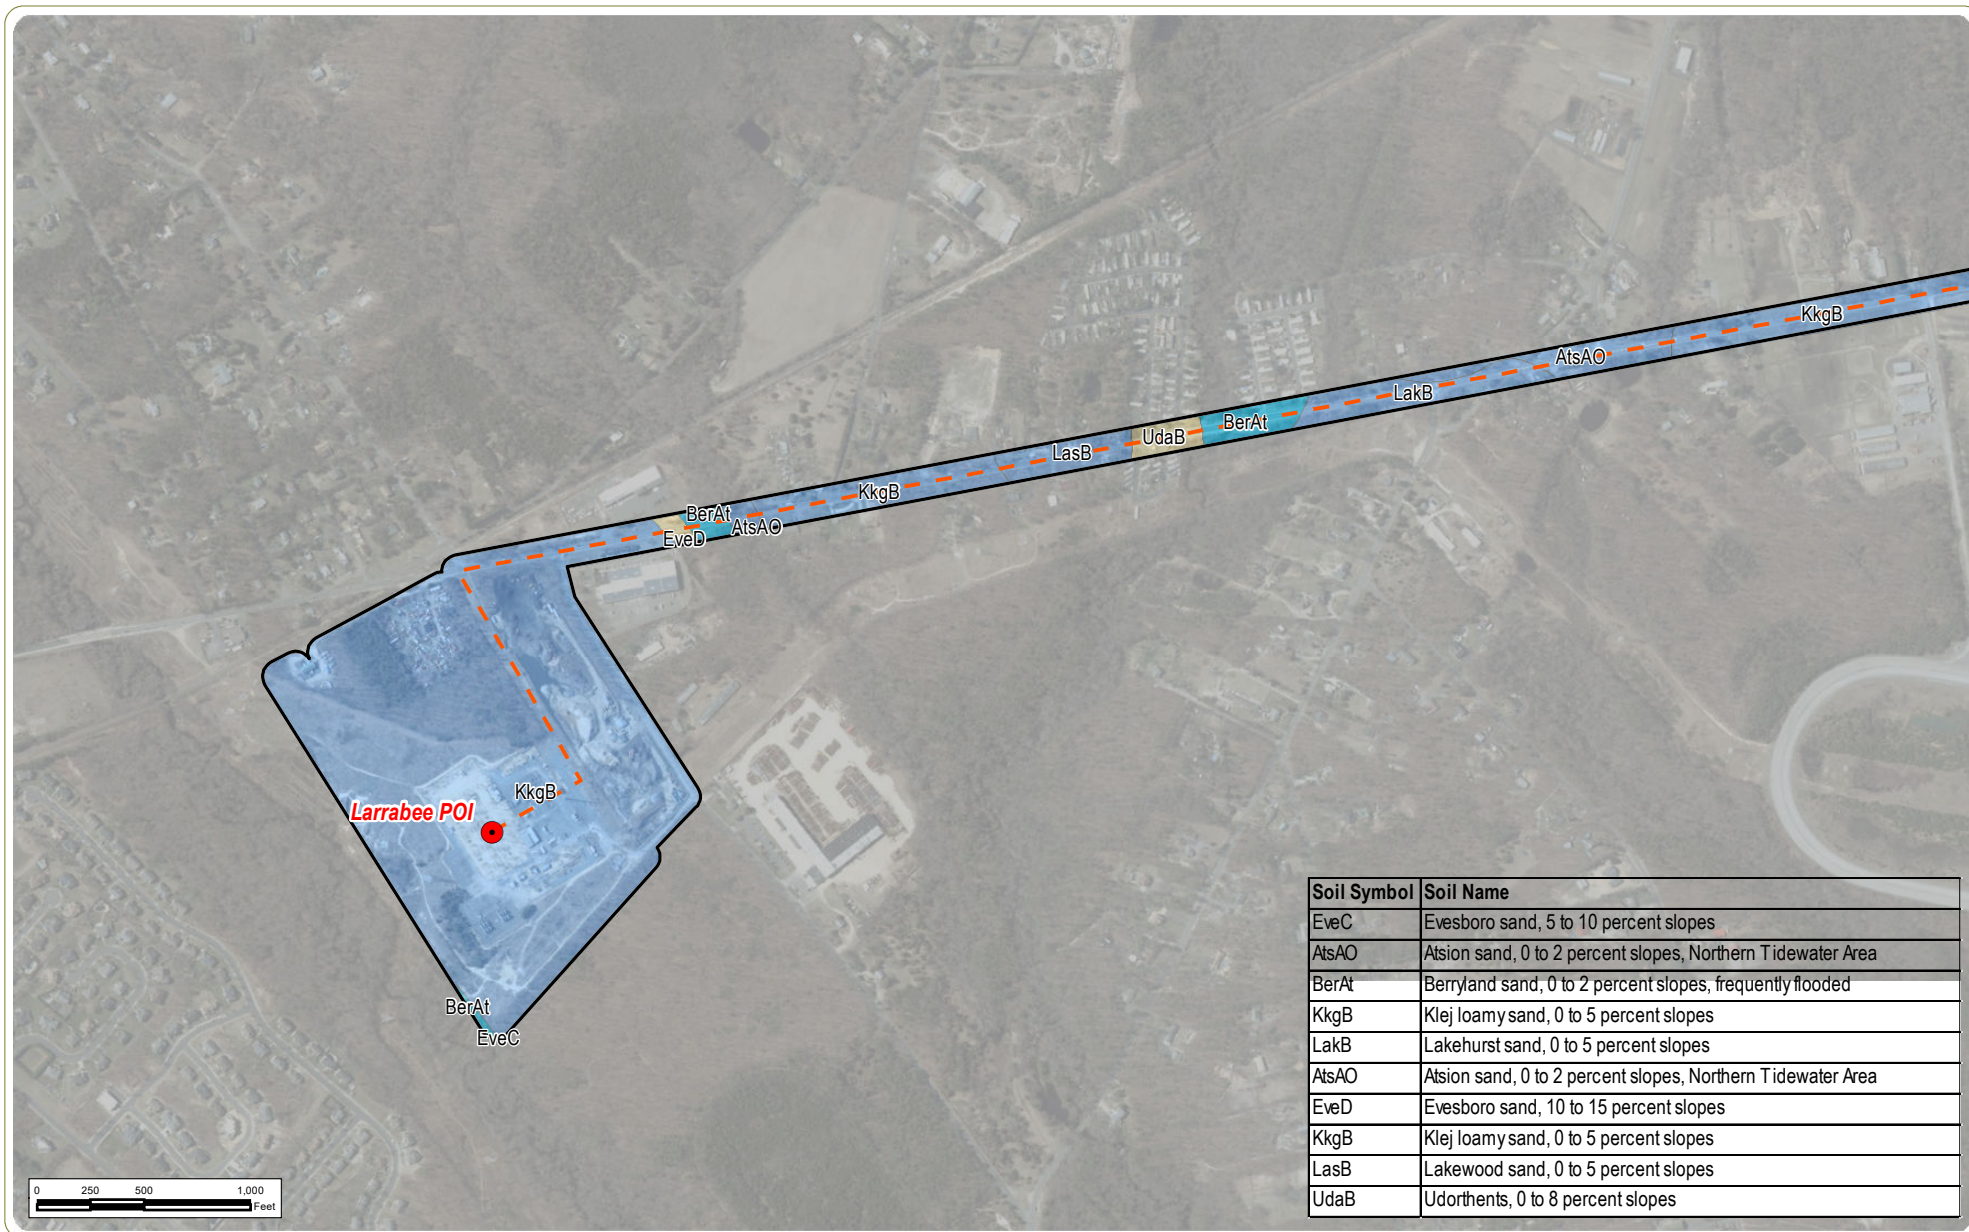 KkgB
AtsAO
LakB
BerAt
UdaB
LasB
KkgB
BerAt
AtsAO
EveD
KkgB
Larrabee POI
BerAt
EveC
Soil Symbol Soil Name
EveC Evesboro sand, 5 to 10 percent slopes
AtsAO Atsion sand, 0 to 2 percent slopes, Northern Tidewater Area
BerAt Berryland sand, 0 to 2 percent slopes, frequently flooded
KkgB Klej loamy sand, 0 to 5 percent slopes
LakB Lakehurst sand, 0 to 5 percent slopes
AtsAO Atsion sand, 0 to 2 percent slopes, Northern Tidewater Area
EveD Evesboro sand, 10 to 15 percent slopes
KkgB Klej loamy sand, 0 to 5 percent slopes
LasB Lakewood sand, 0 to 5 percent slopes
UdaB Udorthents, 0 to 8 percent slopes
0 250 500 1,000
Feet